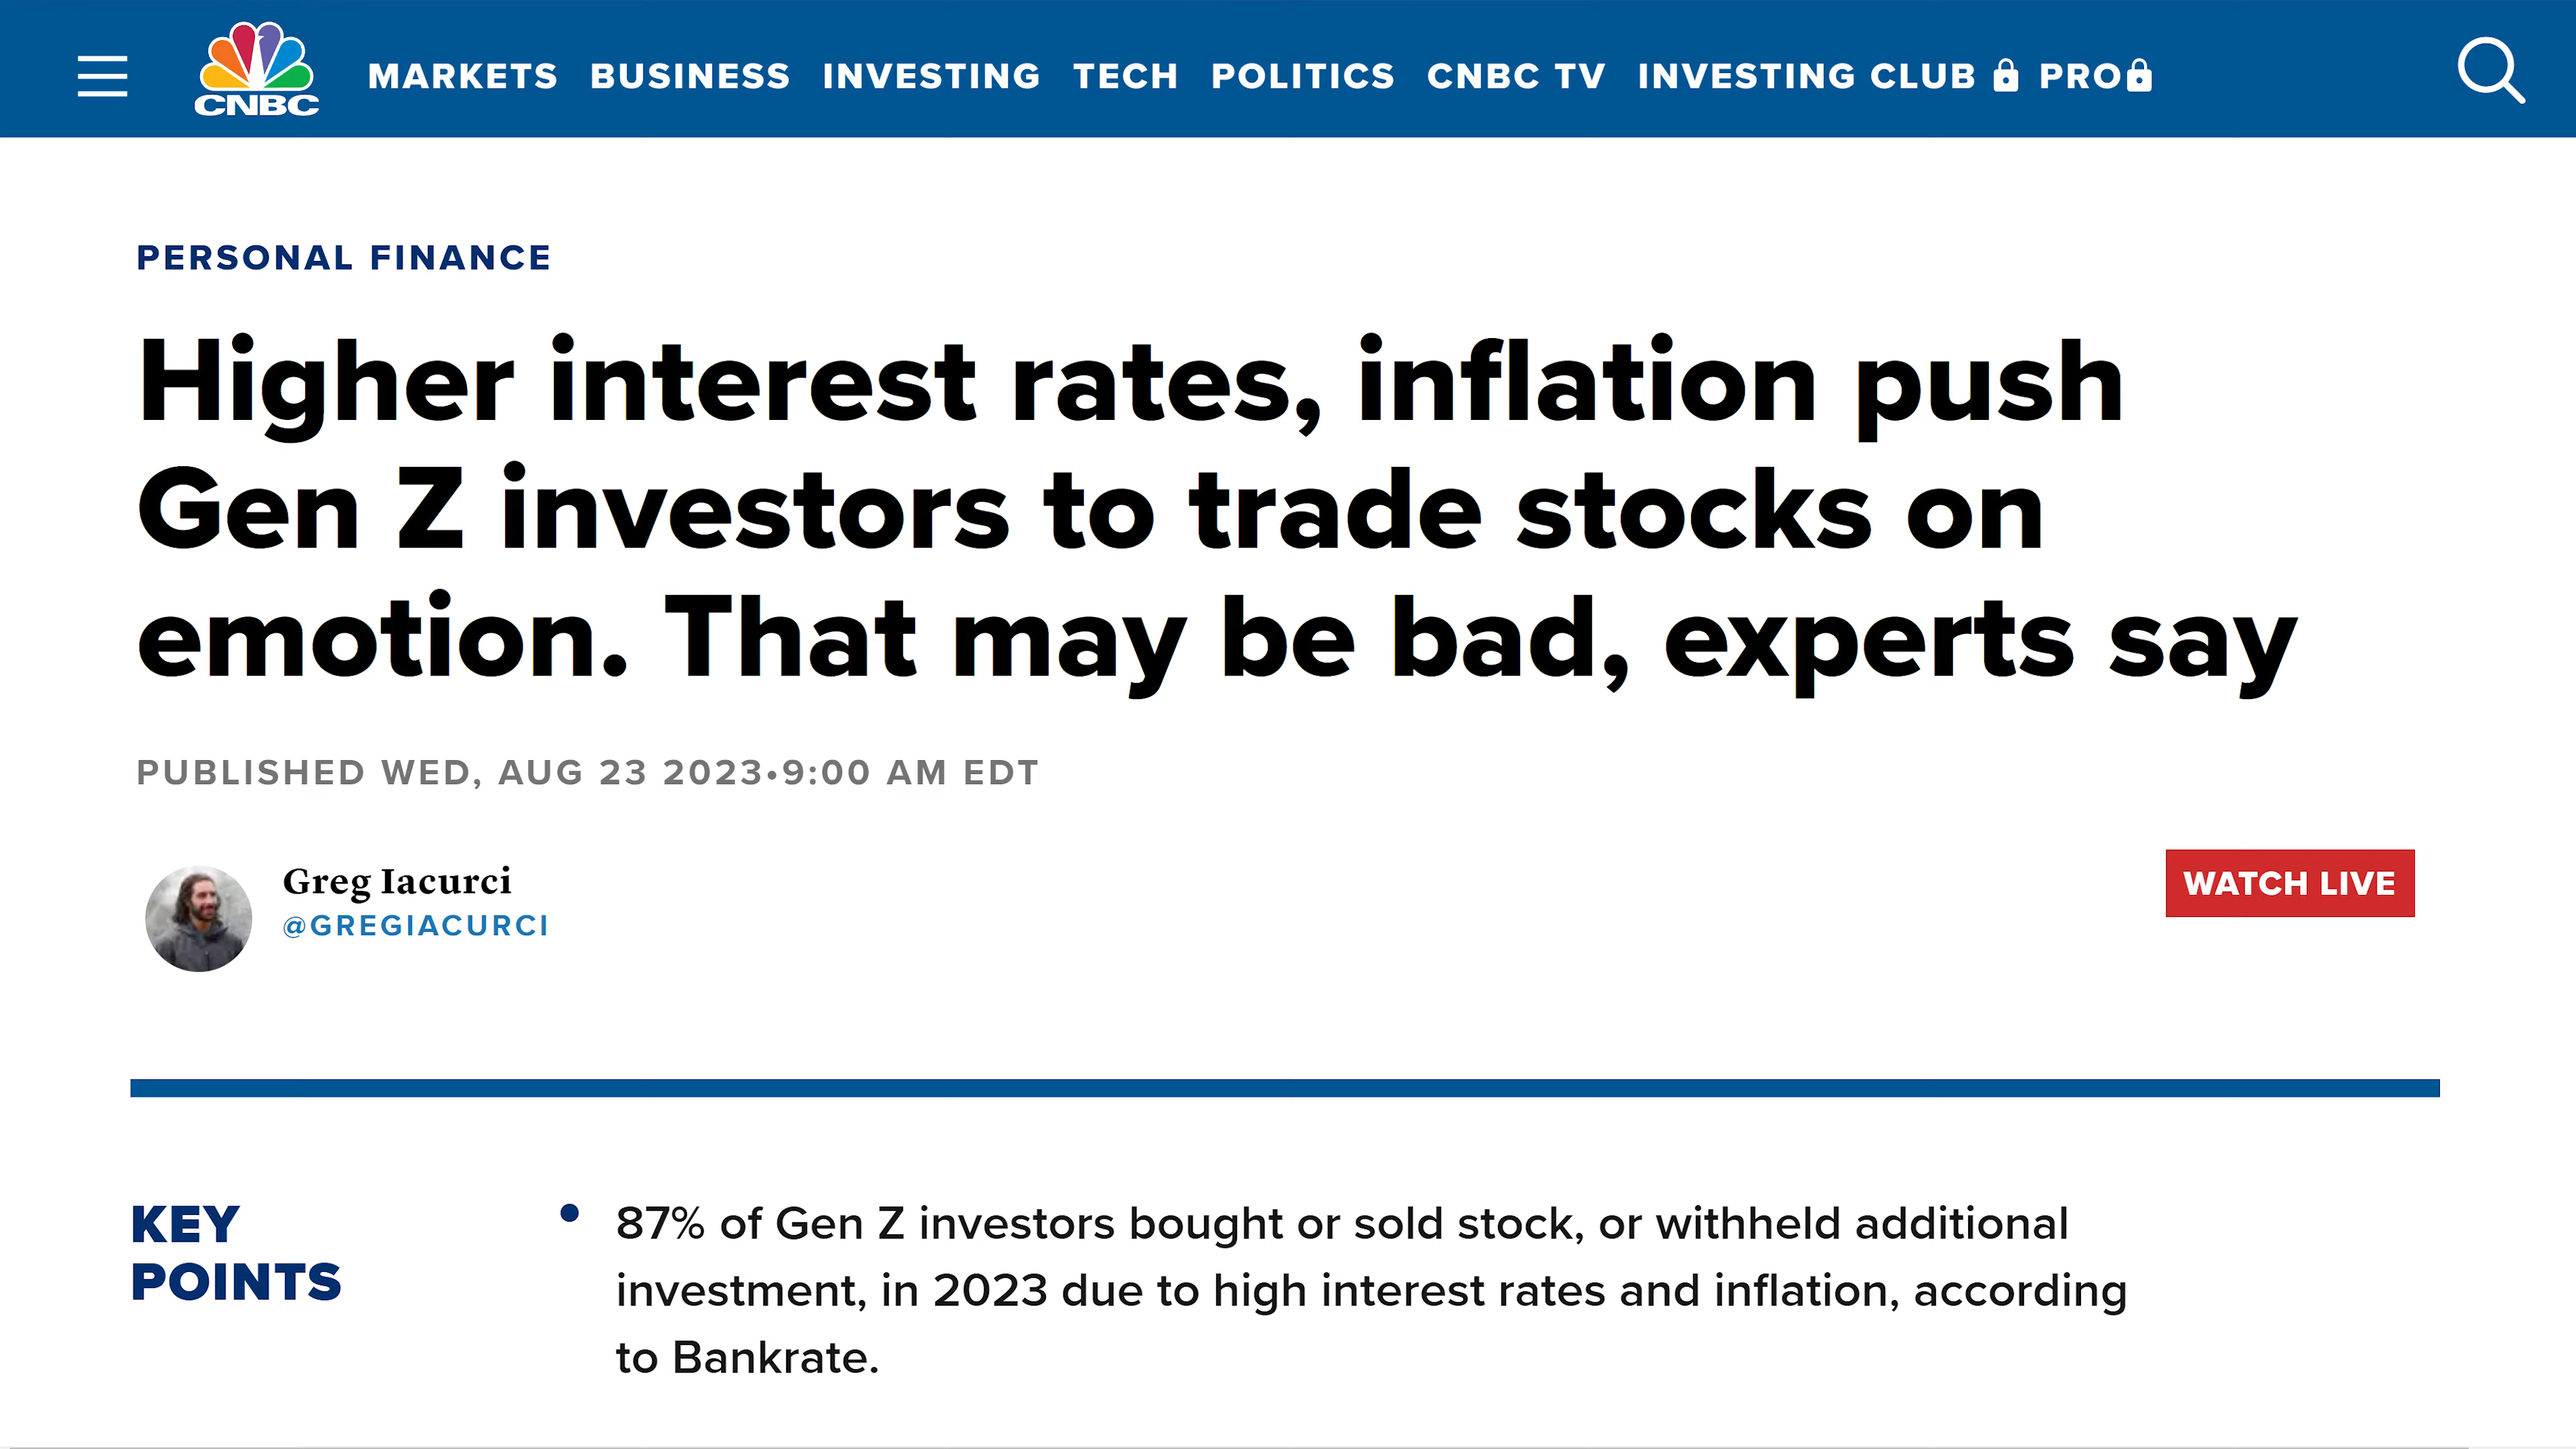 CNBC
MARKETS BUSINESS INVESTING TECH POLITICS CNBC TV INVESTING CLUB PRO
PERSONAL FINANCE
Higher interest rates, inflation push
Gen Z investors to trade stocks on
emotion. That may be bad, experts say
PUBLISHED WED, AUG 23 2023•9:00 AM EDT
Greg Iacurci
@GREGIACURCI
WATCH LIVE
KEY
POINTS
• 87% of Gen Z investors bought or sold stock, or withheld additional
investment, in 2023 due to high interest rates and inflation, according
to Bankrate.